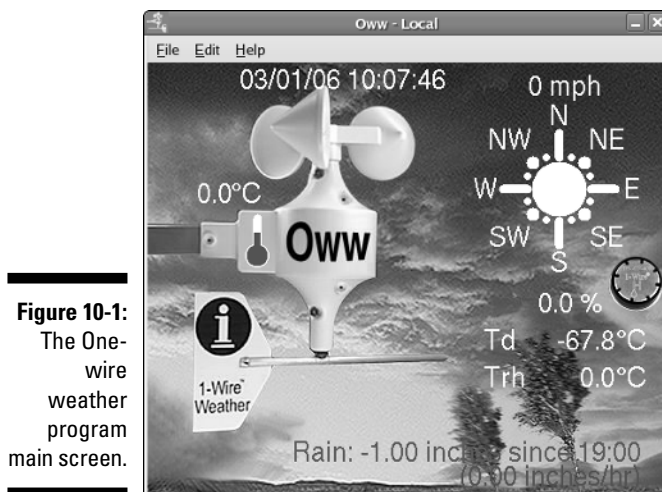 Oww - Local
File Edit Help
03/01/06 10:07:46
0 mph
N
NW NE
W E
SW SE
S
0.0°C
Oww
1-Wire™
Weather
0.0 %
Td -67.8°C
Trh 0.0°C
Rain: -1.00 inches since 19:00
(0.00 inches/hr)
Figure 10-1:
The One-
wire
weather
program
main screen.